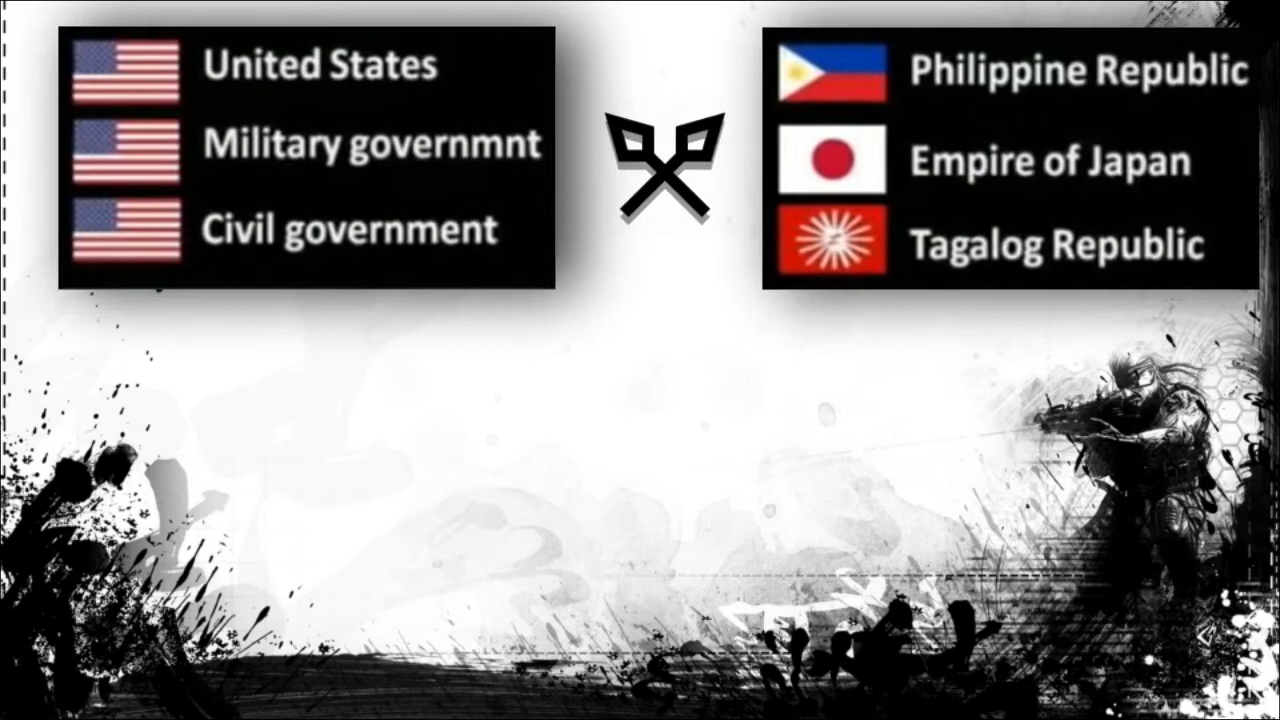 United States
Military governmnt
Civil government
Philippine Republic
Empire of Japan
Tagalog Republic